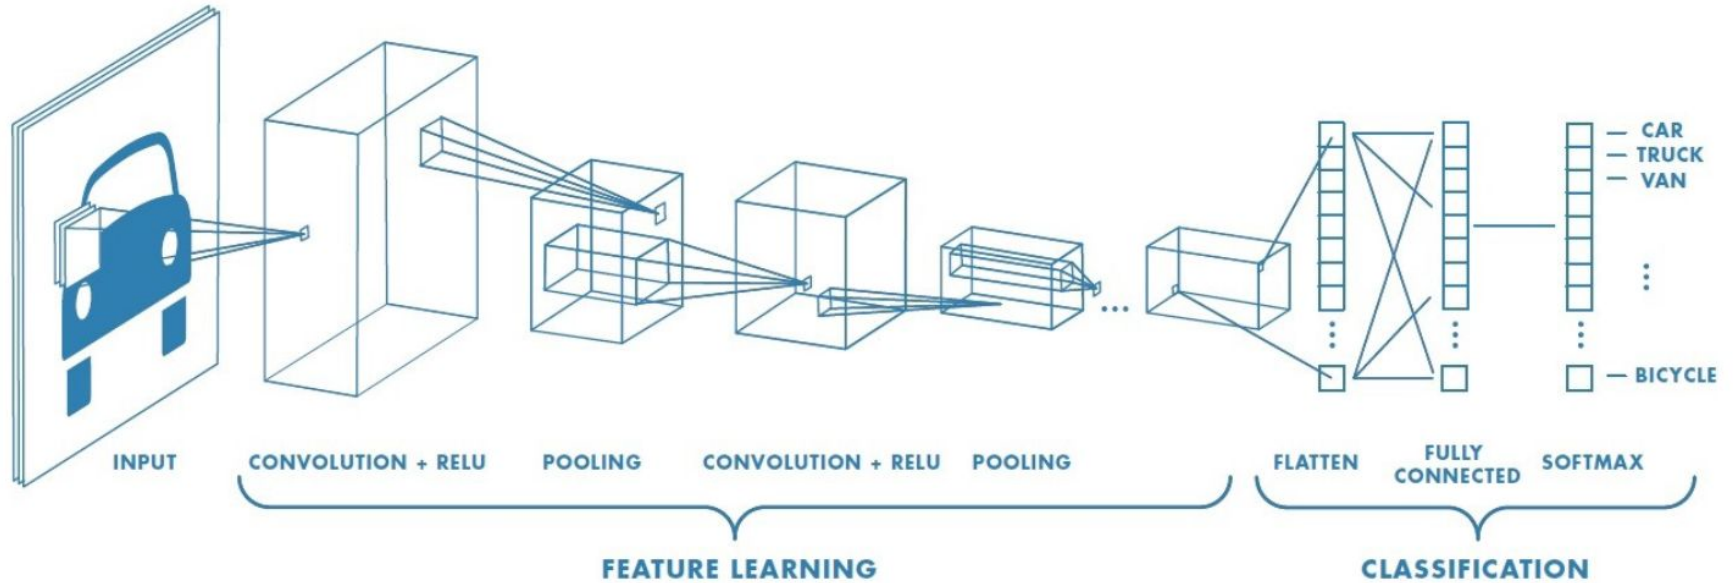 CAR
TRUCK
VAN
BICYCLE
INPUT
CONVOLUTION + RELU
POOLING
CONVOLUTION + RELU
POOLING
FLATTEN
FULLY
CONNECTED
SOFTMAX
FEATURE LEARNING
CLASSIFICATION